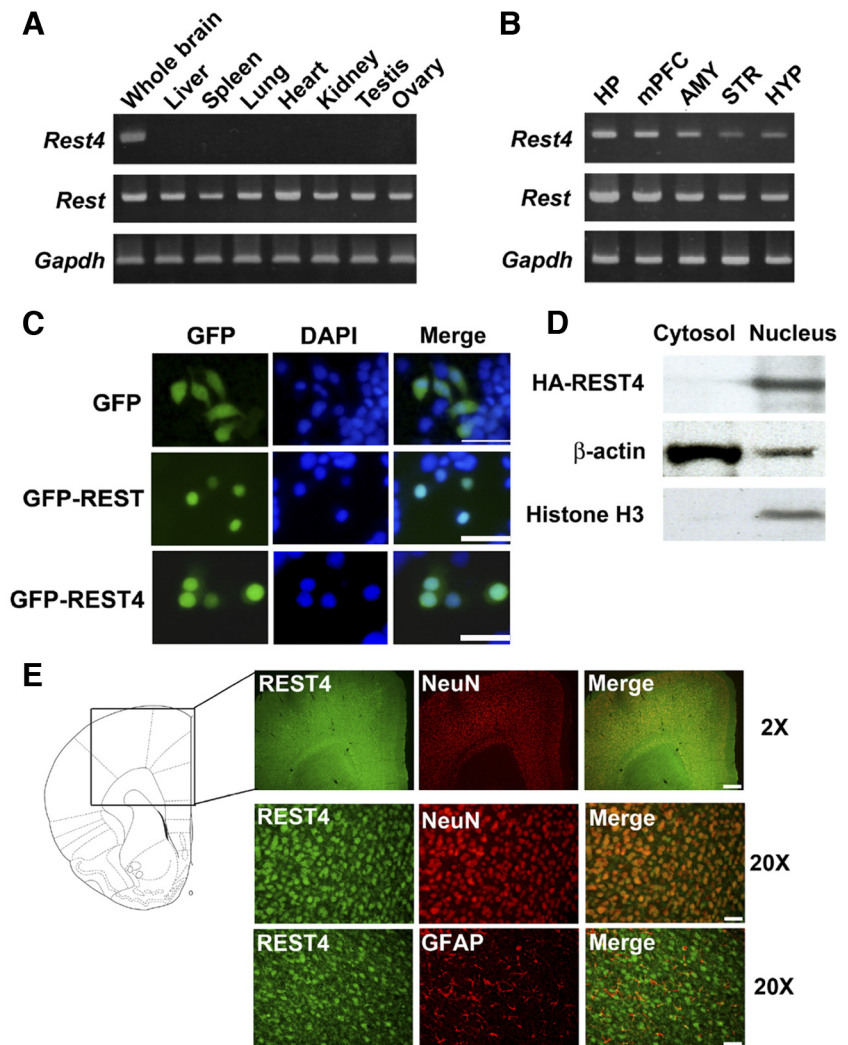 A
Whole brain
Liver
Spleen
Lung
Heart
Kidney
Testis
Ovary
Rest4
Rest
Gapdh
B
HP
mPFC
AMY
STR
HYP
Rest4
Rest
Gapdh
C
GFP
DAPI
Merge
GFP
GFP-REST
GFP-REST4
D
Cytosol
Nucleus
HA-REST4
β-actin
Histone H3
E
REST4
NeuN
Merge
2X
REST4
NeuN
Merge
20X
REST4
GFAP
Merge
20X